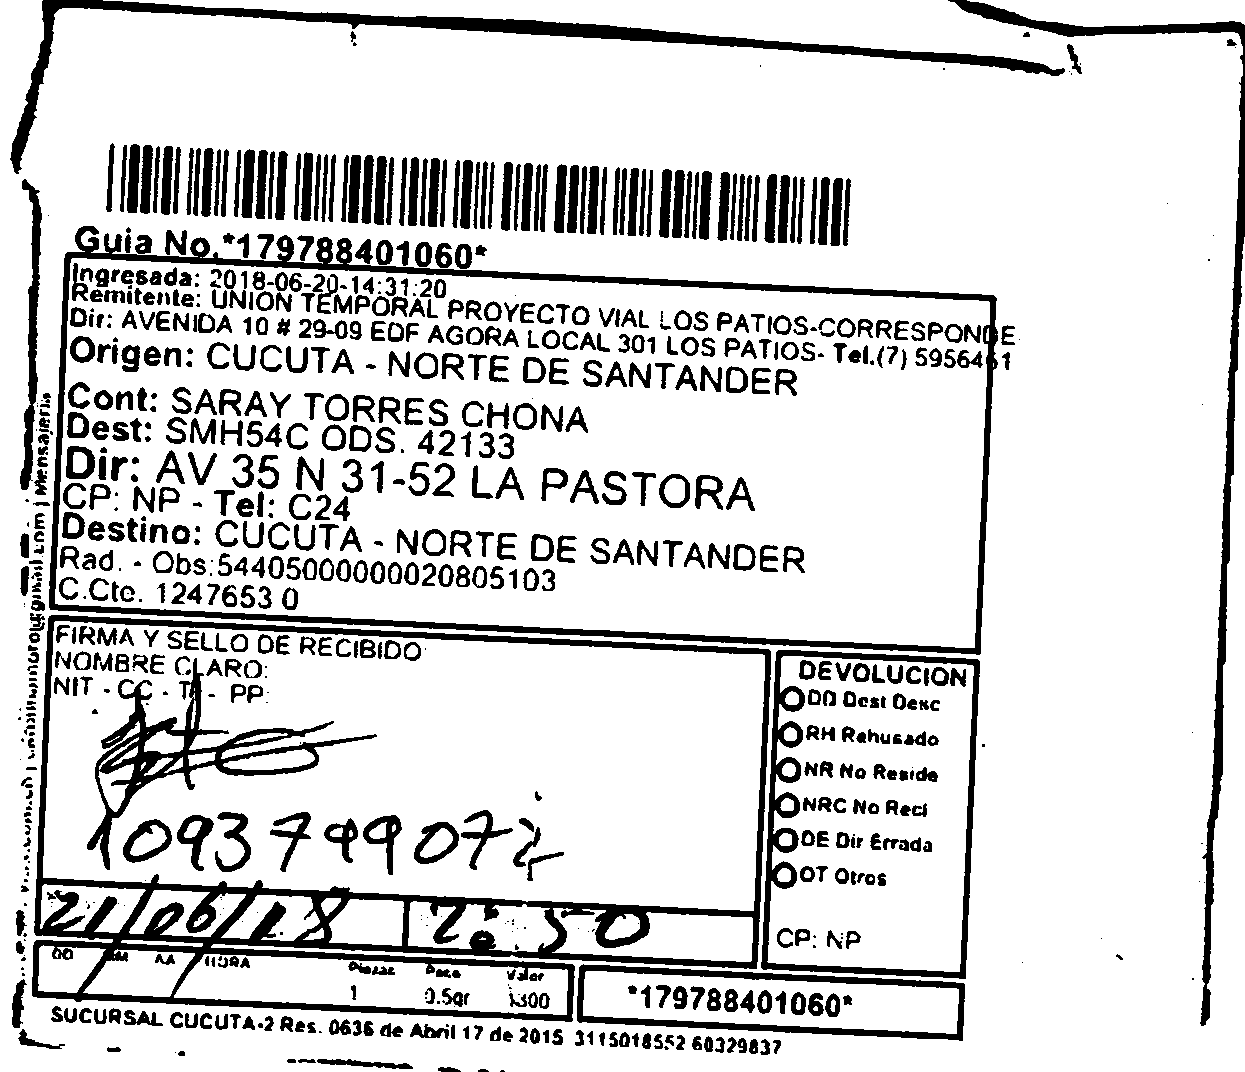 Guia No.*179788401060*
Ingresada: 2018-06-20-14:31:20
Remitente: UNION TEMPORAL PROYECTO VIAL LOS PATIOS-CORRESPONDE
Dir: AVENIDA 10 # 29-09 EDF AGORA LOCAL 301 LOS PATIOS- Tel.(7) 5956461
Origen: CUCUTA - NORTE DE SANTANDER
Cont: SARAY TORRES CHONA
Dest: SMH54C ODS. 42133
Dir: AV 35 N 31-52 LA PASTORA
CP: NP - Tel: C24
Destino: CUCUTA - NORTE DE SANTANDER
Rad. - Obs:54405000000020805103
C.Cto. 1247653 0
FIRMA Y SELLO DE RECIBIDO
NOMBRE CLARO:
NIT - CC - TI - PP
1093799072
21/06/18 2:50
DD MM AA HORA
Piezas Peso Valor
1 0.5gr 1300
DEVOLUCION
DD Dest Desc
RH Rehusado
NR No Reside
NRC No Recl
DE Dir Errada
OT Otros
CP: NP
*179788401060*
SUCURSAL CUCUTA-2 Res. 0636 de Abril 17 de 2015 3115018552 60329837
Mensajeria